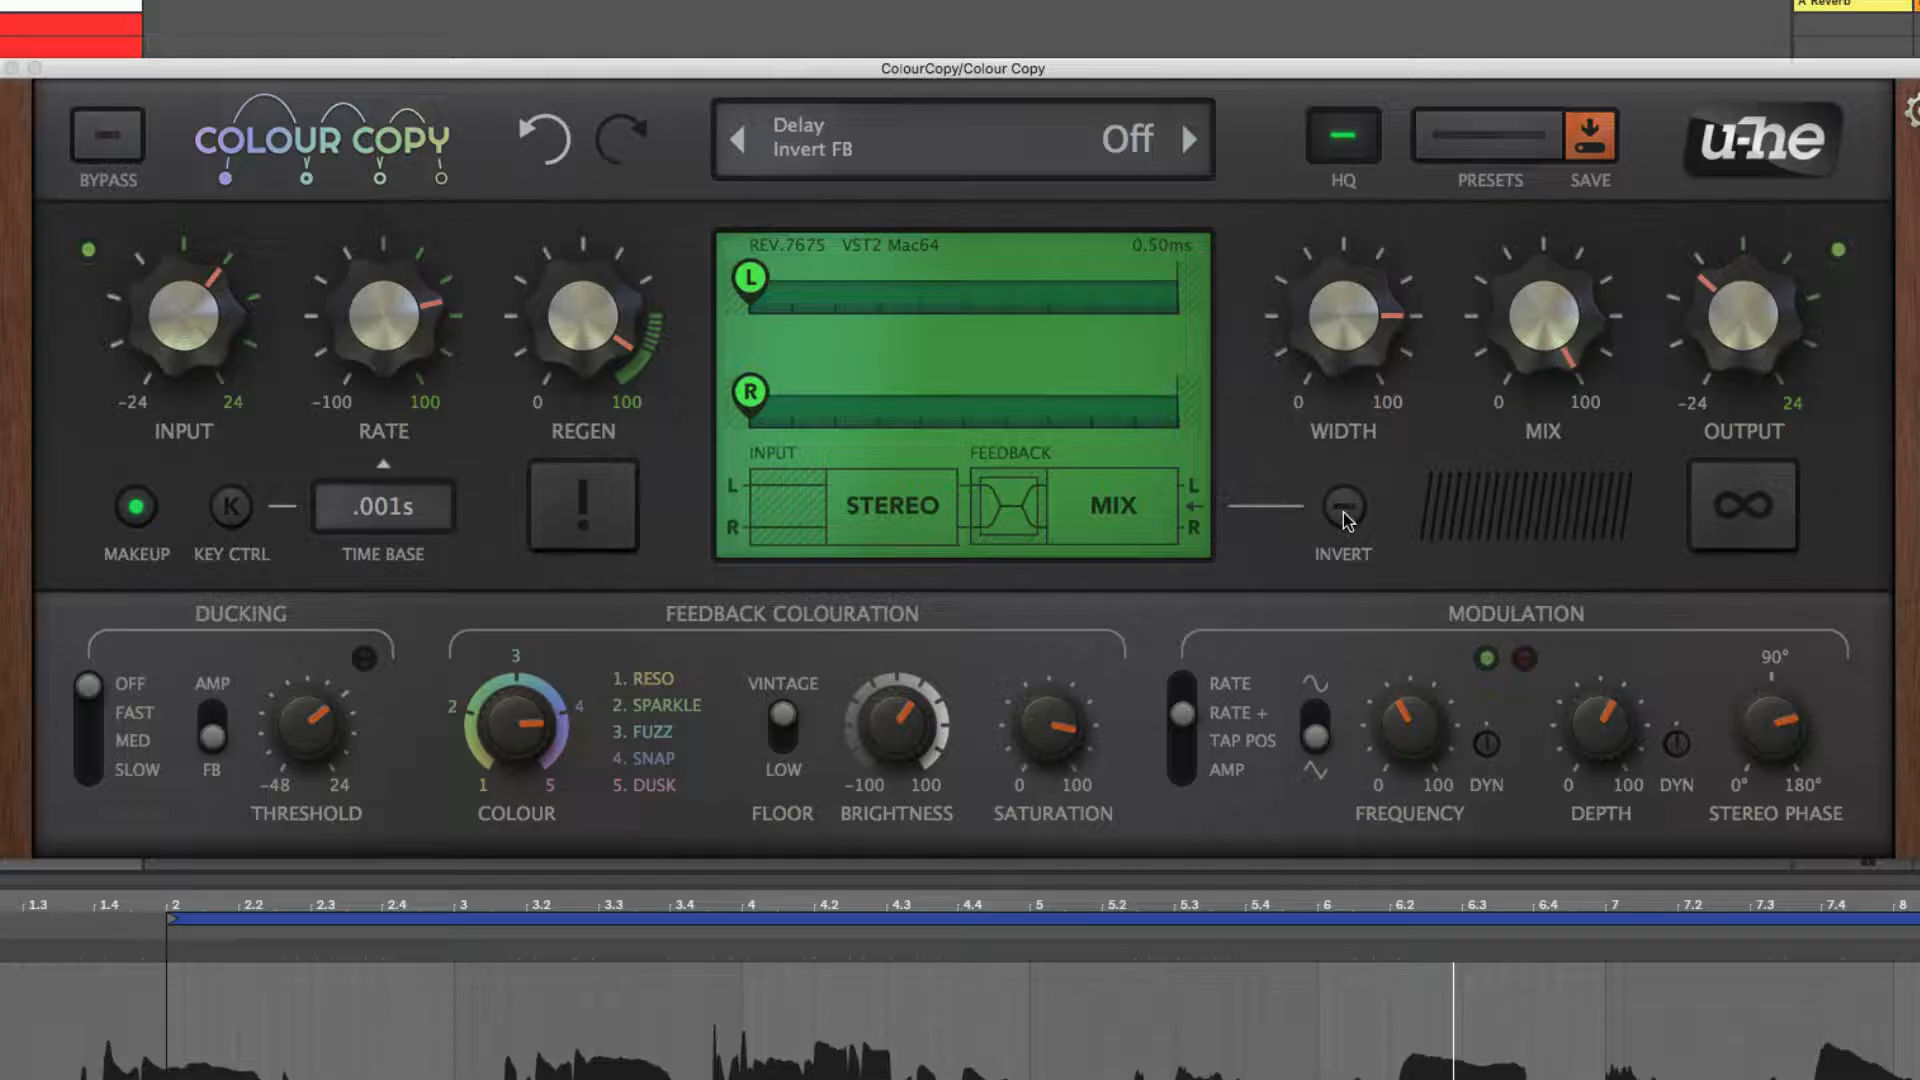 A Reverb
ColourCopy/Colour Copy
COLOUR COPY
Delay
Invert FB
Off
u-he
BYPASS
HQ
PRESETS
SAVE
REV.7675 VST2 Mac64 0.50ms
L
R
-24 24
-100 100
0 100
0 100
0 100
-24 24
INPUT
RATE
REGEN
WIDTH
MIX
OUTPUT
INPUT
FEEDBACK
L
R
STEREO
MIX
L
R
K
.001s
!
∞
MAKEUP
KEY CTRL
TIME BASE
INVERT
DUCKING
FEEDBACK COLOURATION
MODULATION
OFF
FAST
MED
SLOW
AMP
FB
-48 24
THRESHOLD
3
2 4
1 5
COLOUR
1. RESO
2. SPARKLE
3. FUZZ
4. SNAP
5. DUSK
VINTAGE
LOW
FLOOR
-100 100
BRIGHTNESS
0 100
SATURATION
RATE
RATE +
TAP POS
AMP
0 100
FREQUENCY
DYN
0 100
DEPTH
DYN
90°
0° 180°
STEREO PHASE
1.3 1.4 2 2.2 2.3 2.4 3 3.2 3.3 3.4 4 4.2 4.3 4.4 5 5.2 5.3 5.4 6 6.2 6.3 6.4 7 7.2 7.3 7.4 8